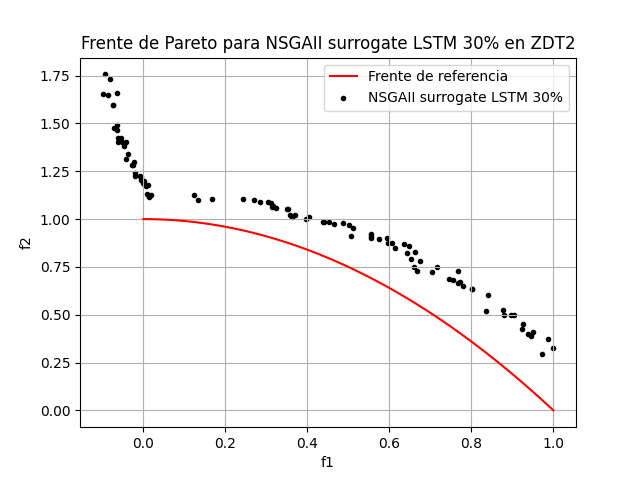 Frente de Pareto para NSGAII surrogate LSTM 30% en ZDT2
Frente de referencia
NSGAII surrogate LSTM 30%
1.75
1.50
1.25
1.00
0.75
0.50
0.25
0.00
f2
0.0 0.2 0.4 0.6 0.8 1.0
f1